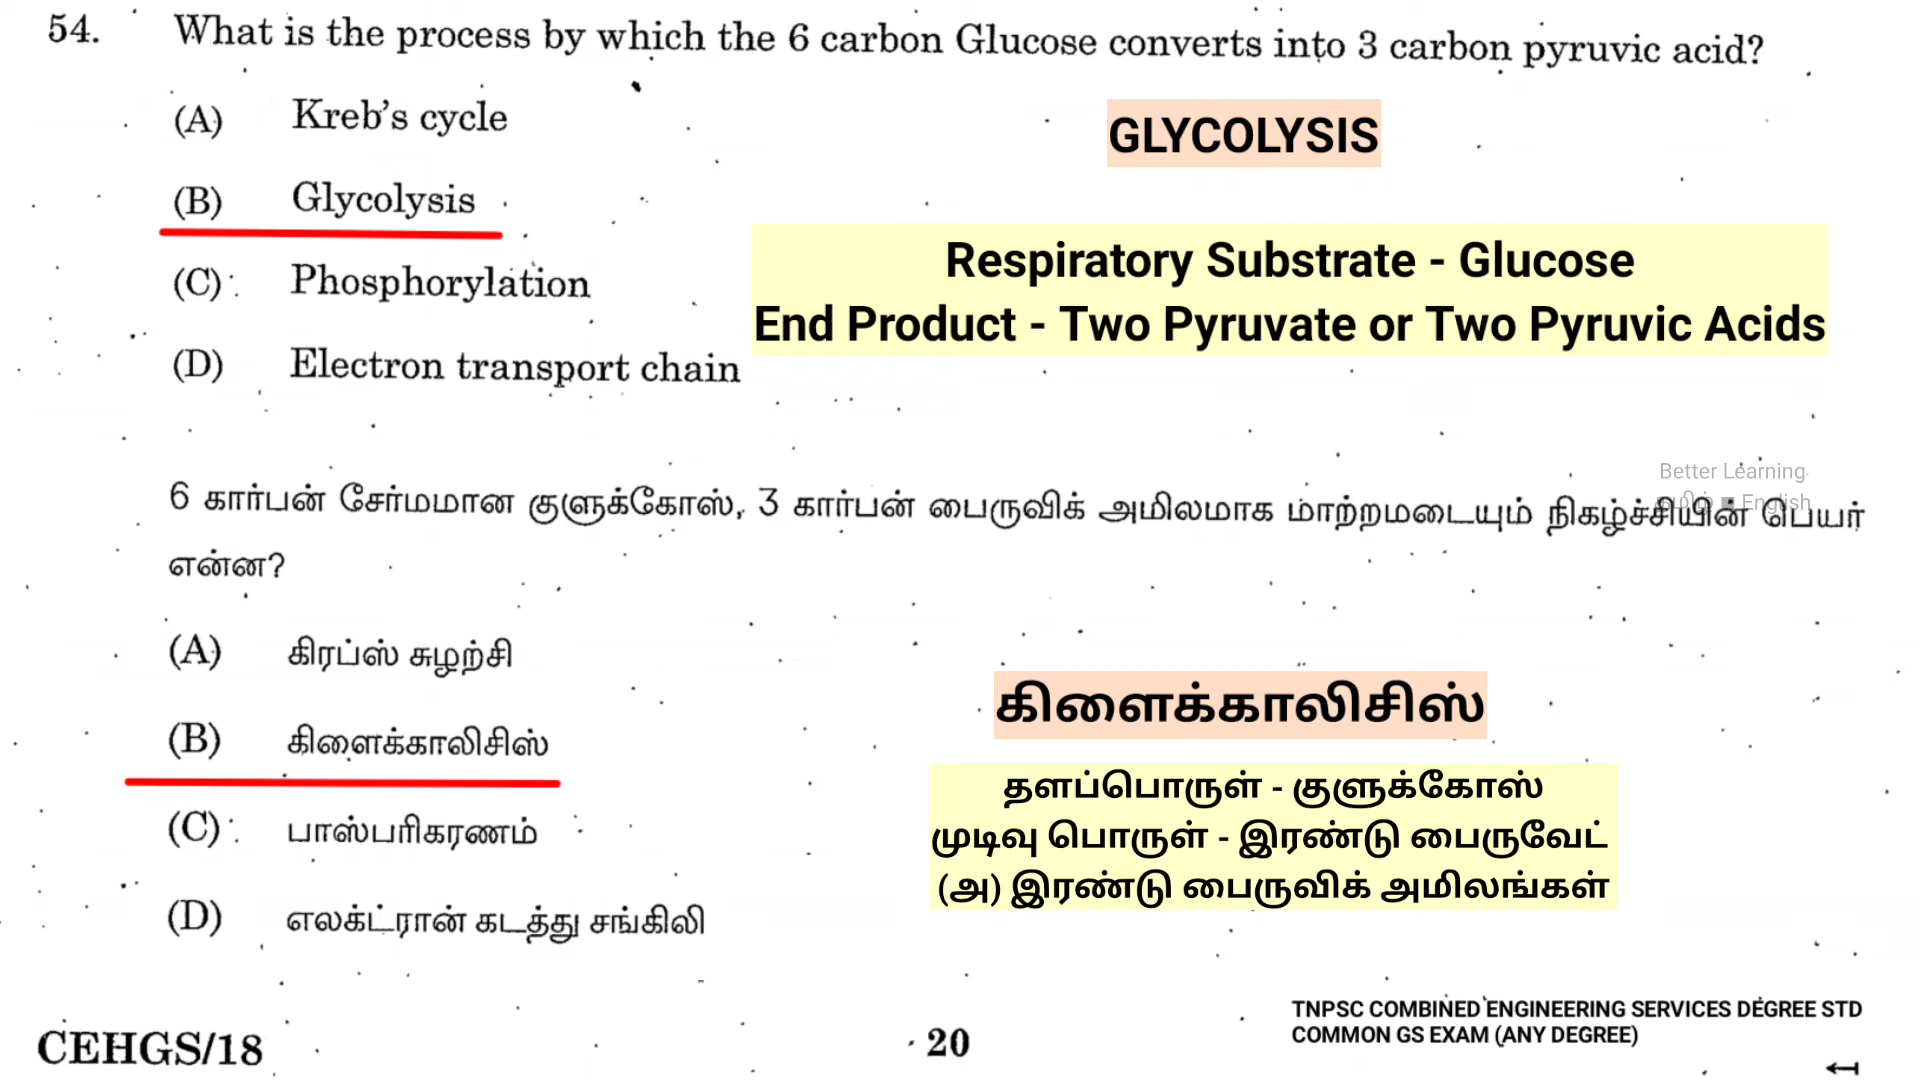 54. What is the process by which the 6 carbon Glucose converts into 3 carbon pyruvic acid?
(A) Kreb's cycle
GLYCOLYSIS
(B) Glycolysis
(C) Phosphorylation
Respiratory Substrate - Glucose
End Product - Two Pyruvate or Two Pyruvic Acids
(D) Electron transport chain
Better Learning
தமிழ் ■ English
6 கார்பன் சேர்மமான குளுக்கோஸ், 3 கார்பன் பைருவிக் அமிலமாக மாற்றமடையும் நிகழ்ச்சியின் பெயர்
என்ன?
(A) கிரப்ஸ் சுழற்சி
கிளைக்காலிசிஸ்
(B) கிளைக்காலிசிஸ்
தளப்பொருள் - குளுக்கோஸ்
முடிவு பொருள் - இரண்டு பைருவேட்
(அ) இரண்டு பைருவிக் அமிலங்கள்
(C) பாஸ்பரிகரணம்
(D) எலக்ட்ரான் கடத்து சங்கிலி
TNPSC COMBINED ENGINEERING SERVICES DEGREE STD
COMMON GS EXAM (ANY DEGREE)
CEHGS/18
20